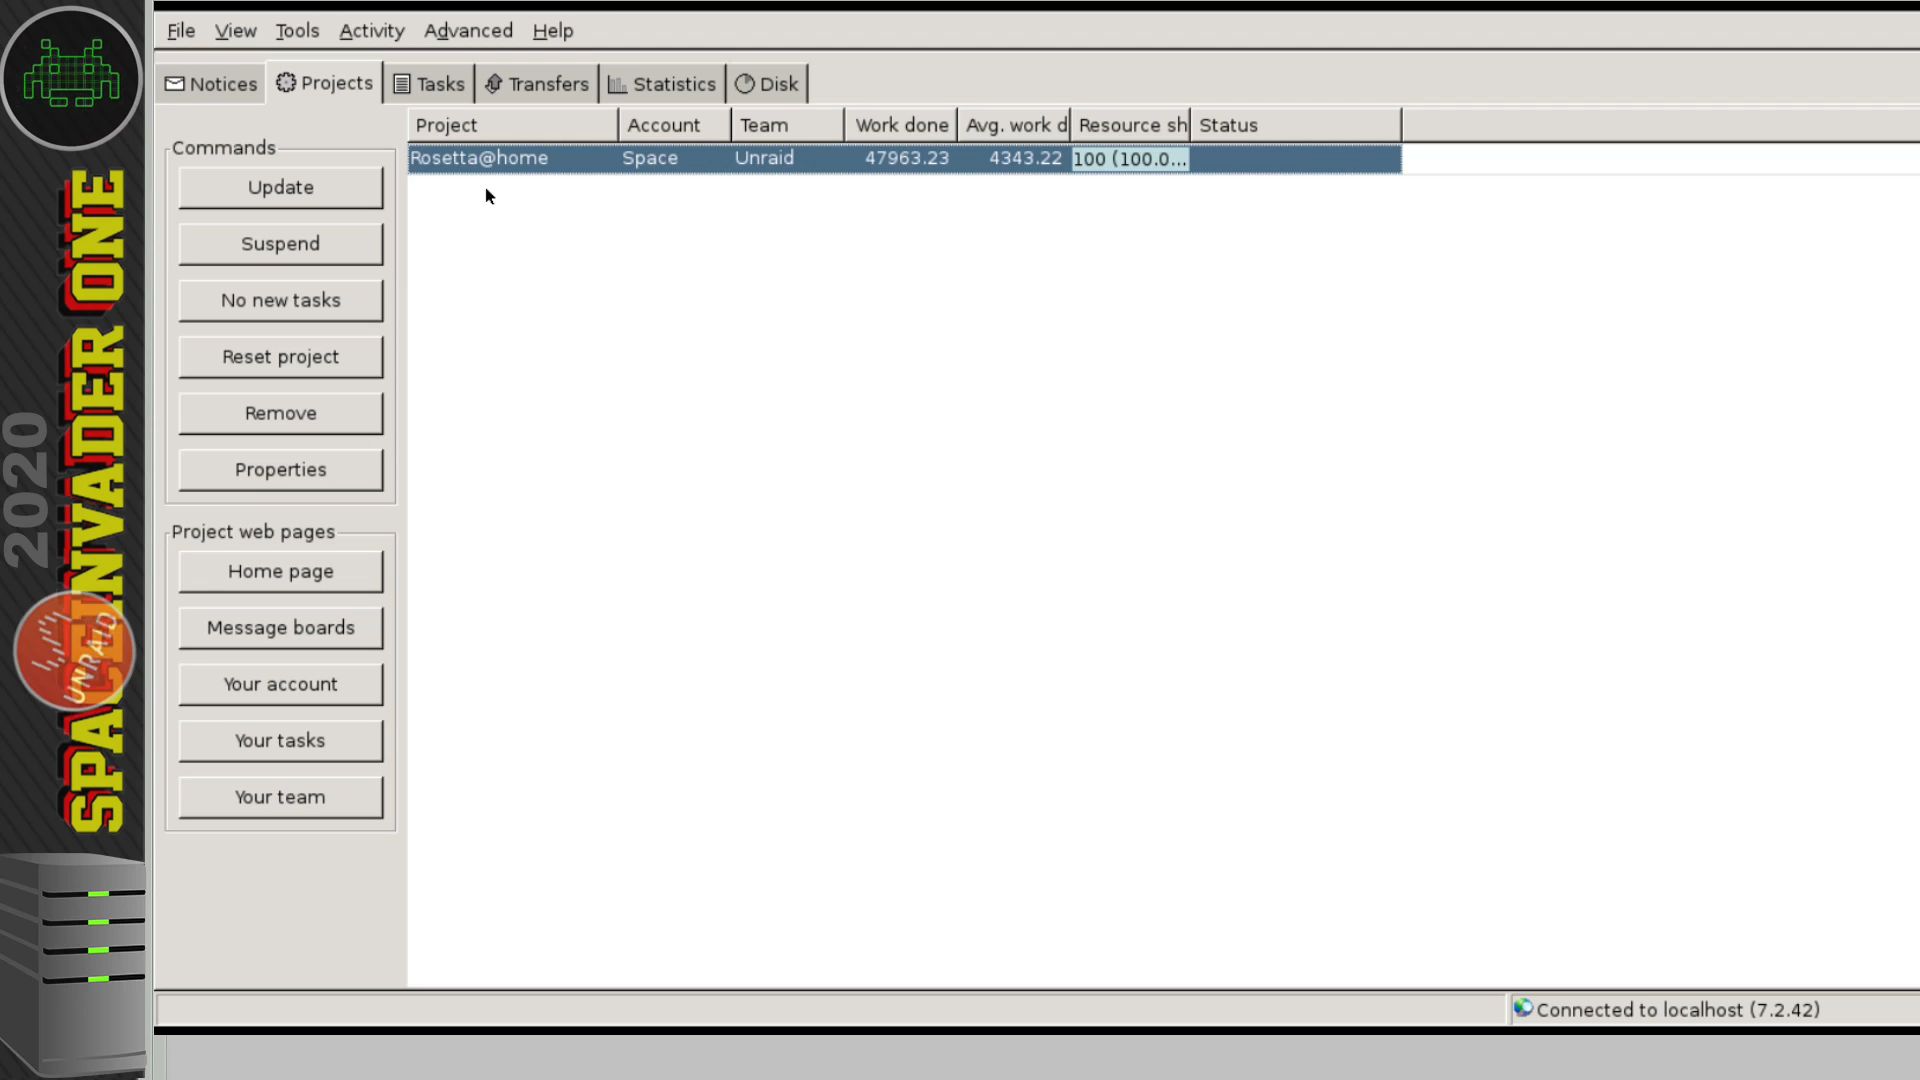 File View Tools Activity Advanced Help
Notices Projects Tasks Transfers Statistics Disk
Project Account Team Work done Avg. work d Resource sh Status
Rosetta@home Space Unraid 47963.23 4343.22 100 (100.0...
Commands
Update
Suspend
No new tasks
Reset project
Remove
Properties
Project web pages
Home page
Message boards
Your account
Your tasks
Your team
Connected to localhost (7.2.42)
SPACEINVADER ONE
2020
UNRAID